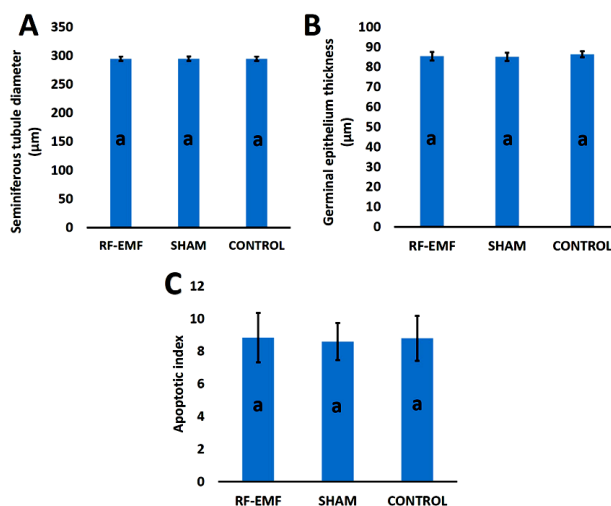 A
Seminiferous tubule diameter
(µm)
350
300
250
200
150
100
50
0
a
a
a
RF-EMF SHAM CONTROL
B
Germinal epithelium thickness
(µm)
100
90
80
70
60
50
40
30
20
10
0
a
a
a
RF-EMF SHAM CONTROL
C
Apoptotic index
12
10
8
6
4
2
0
a
a
a
RF-EMF SHAM CONTROL